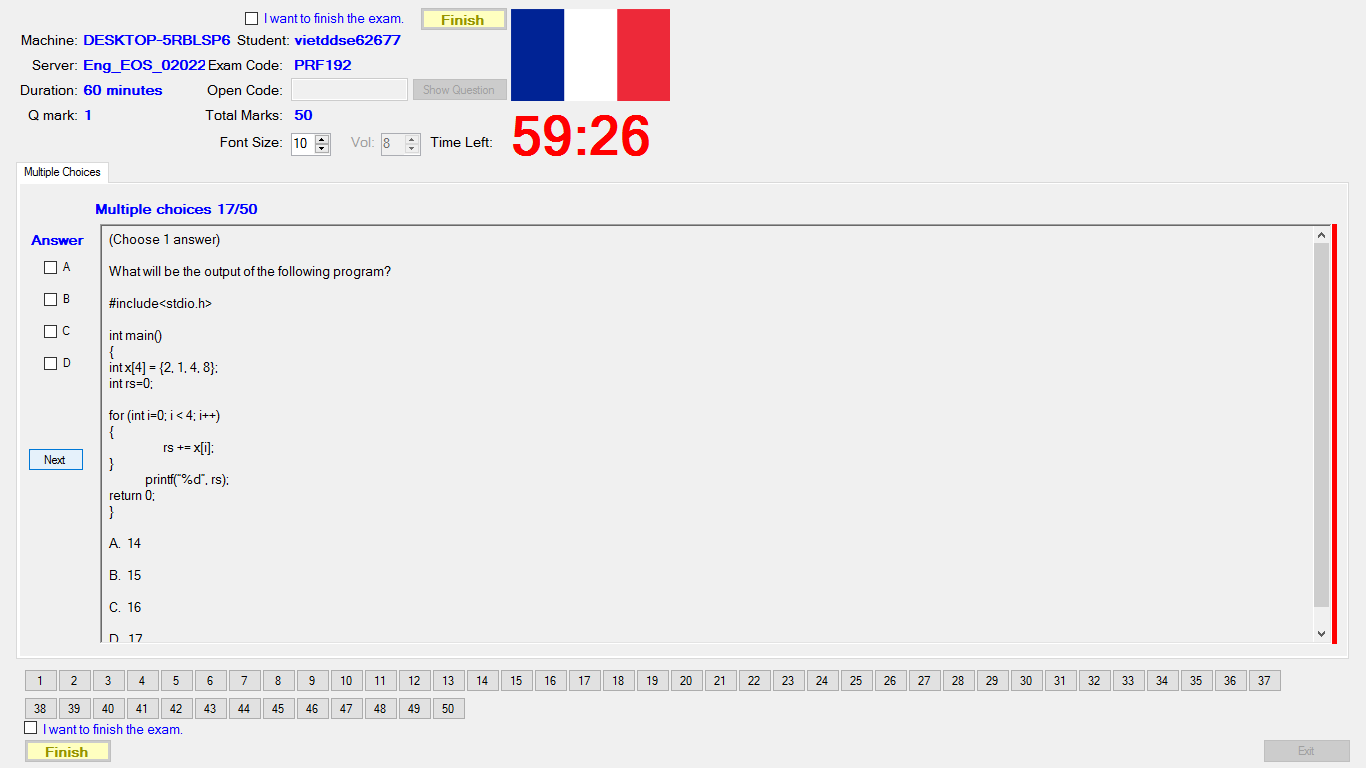 I want to finish the exam. Finish
Machine: DESKTOP-5RBLSP6 Student: vietddse62677
Server: Eng_EOS_02022 Exam Code: PRF192
Duration: 60 minutes Open Code: Show Question
Q mark: 1 Total Marks: 50
Font Size: 10 Vol: 8 Time Left: 59:26
Multiple Choices
Multiple choices 17/50
Answer
A
B
C
D
Next
(Choose 1 answer)
What will be the output of the following program?
#include<stdio.h>
int main()
{
int x[4] = {2, 1, 4, 8};
int rs=0;
for (int i=0; i < 4; i++)
{
rs += x[i];
}
printf("%d", rs);
return 0;
}
A. 14
B. 15
C. 16
D. 17
1 2 3 4 5 6 7 8 9 10 11 12 13 14 15 16 17 18 19 20 21 22 23 24 25 26 27 28 29 30 31 32 33 34 35 36 37
38 39 40 41 42 43 44 45 46 47 48 49 50
I want to finish the exam.
Finish
Exit